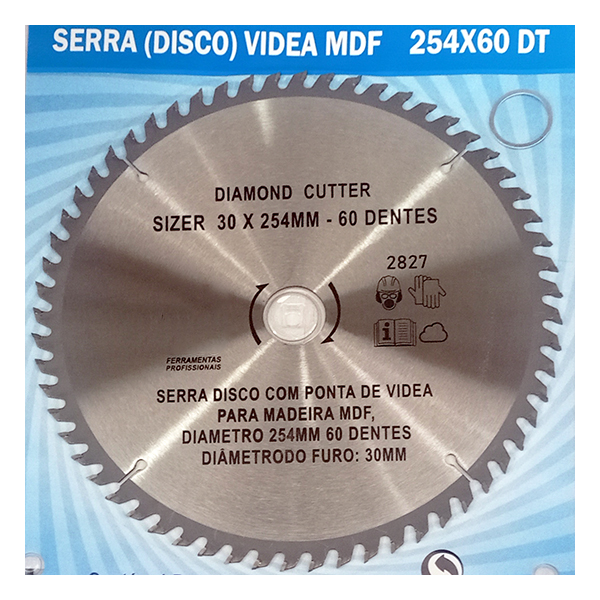 SERRA (DISCO) VIDEA MDF 254X60 DT
DIAMOND CUTTER
SIZER 30 X 254MM - 60 DENTES
2827
FERRAMENTAS
PROFISSIONAIS
SERRA DISCO COM PONTA DE VIDEA
PARA MADEIRA MDF,
DIAMETRO 254MM 60 DENTES
DIÂMETRODO FURO: 30MM